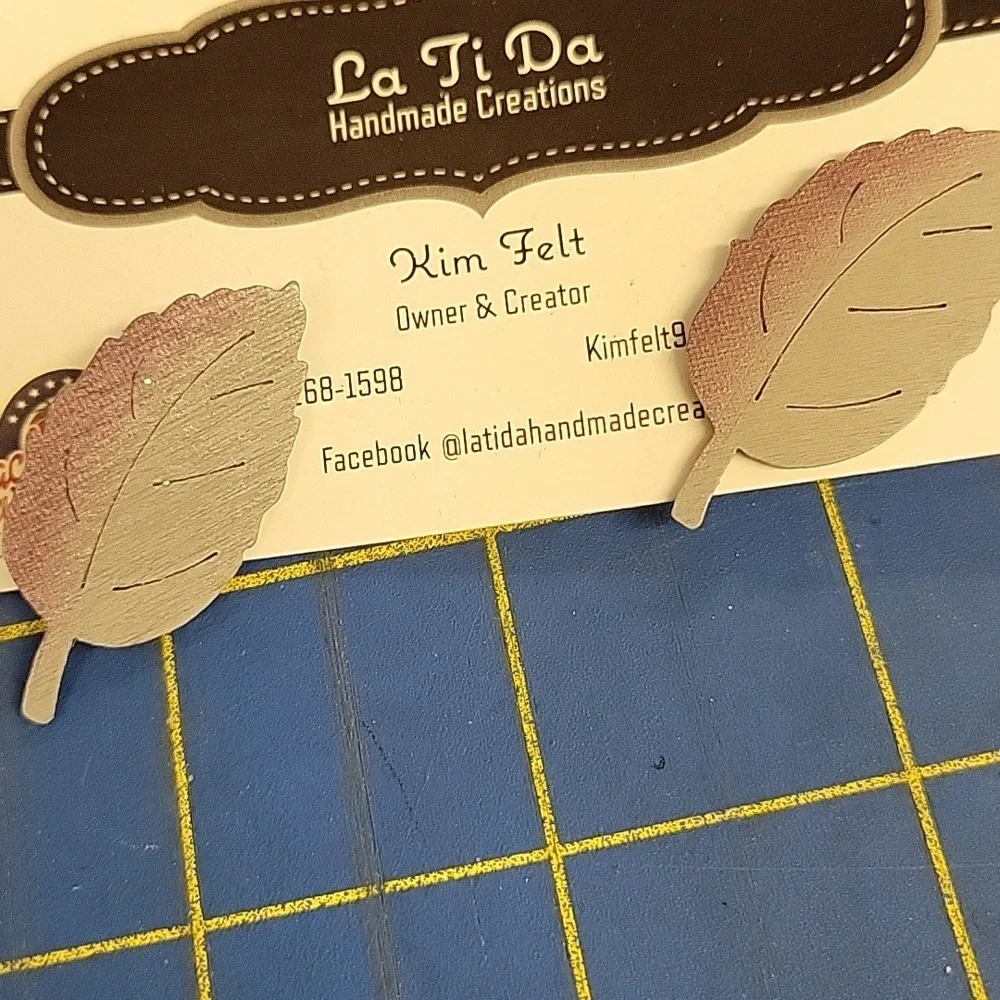 La Ti Da
Handmade Creations
Kim Felt
Owner & Creator
Kimfelt9
68-1598
Facebook @latidahandmadecrea